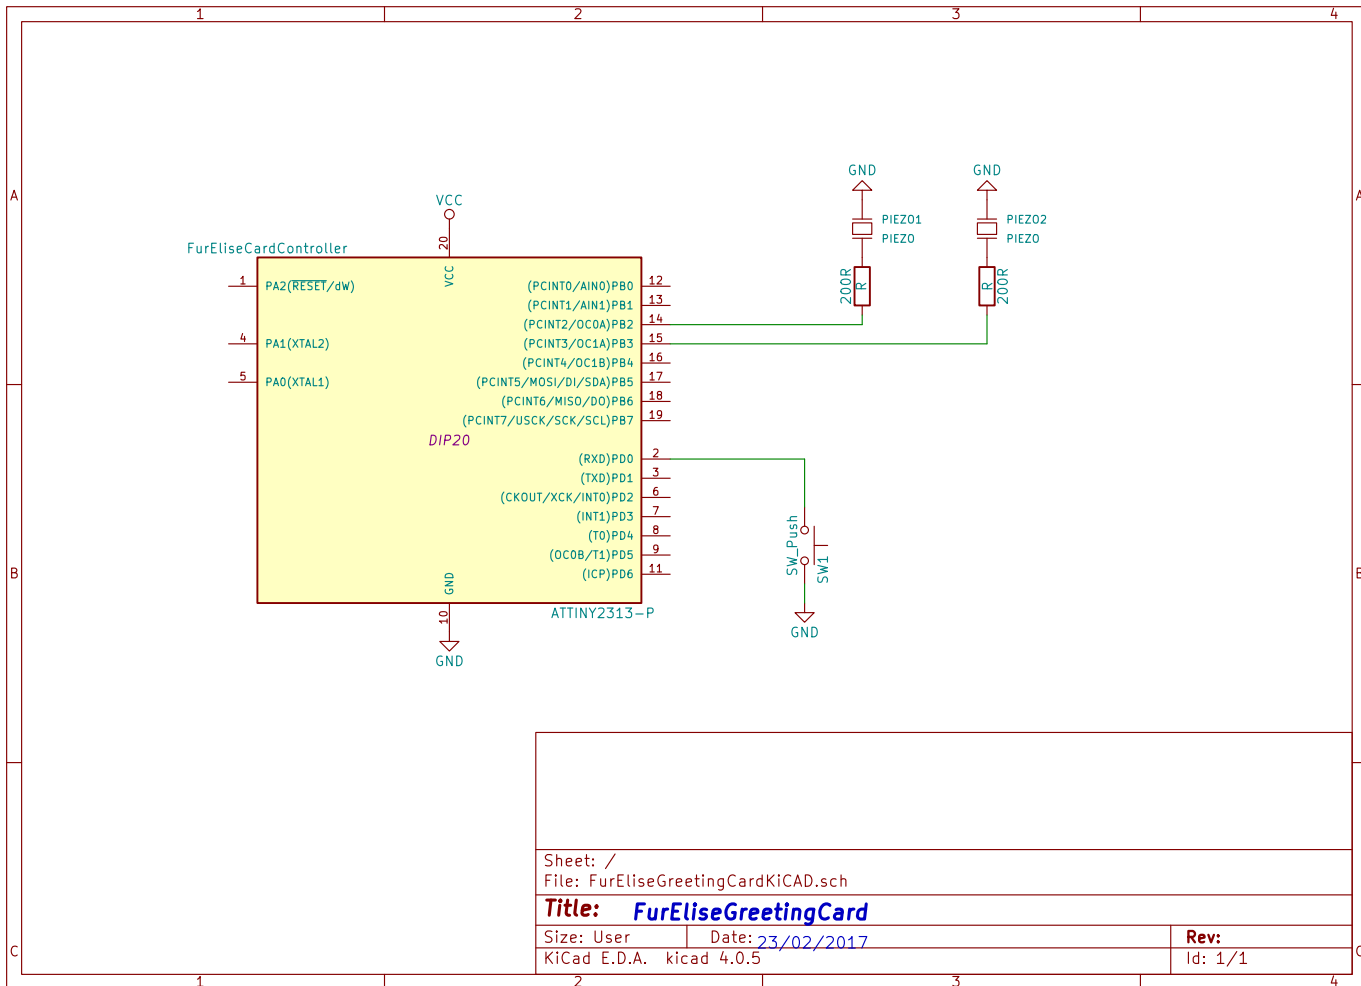 1 2 3 4
A A
GND GND
VCC
PIEZO1 PIEZO2
PIEZO PIEZO
20
FurEliseCardController
VCC
200R R R 200R
1 PA2(RESET/dW) (PCINT0/AIN0)PB0 12
(PCINT1/AIN1)PB1 13
(PCINT2/OC0A)PB2 14
4 PA1(XTAL2) (PCINT3/OC1A)PB3 15
(PCINT4/OC1B)PB4 16
5 PA0(XTAL1) (PCINT5/MOSI/DI/SDA)PB5 17
(PCINT6/MISO/DO)PB6 18
(PCINT7/USCK/SCK/SCL)PB7 19
DIP20
(RXD)PD0 2
(TXD)PD1 3
(CKOUT/XCK/INT0)PD2 6
(INT1)PD3 7
(T0)PD4 8
(OC0B/T1)PD5 9
(ICP)PD6 11
SW_Push
SW1
B B
GND
ATTINY2313-P
10
GND
GND
Sheet: /
File: FurEliseGreetingCardKiCAD.sch
Title: FurEliseGreetingCard
Size: User Date: 23/02/2017 Rev:
KiCad E.D.A. kicad 4.0.5 Id: 1/1
C C
1 2 3 4